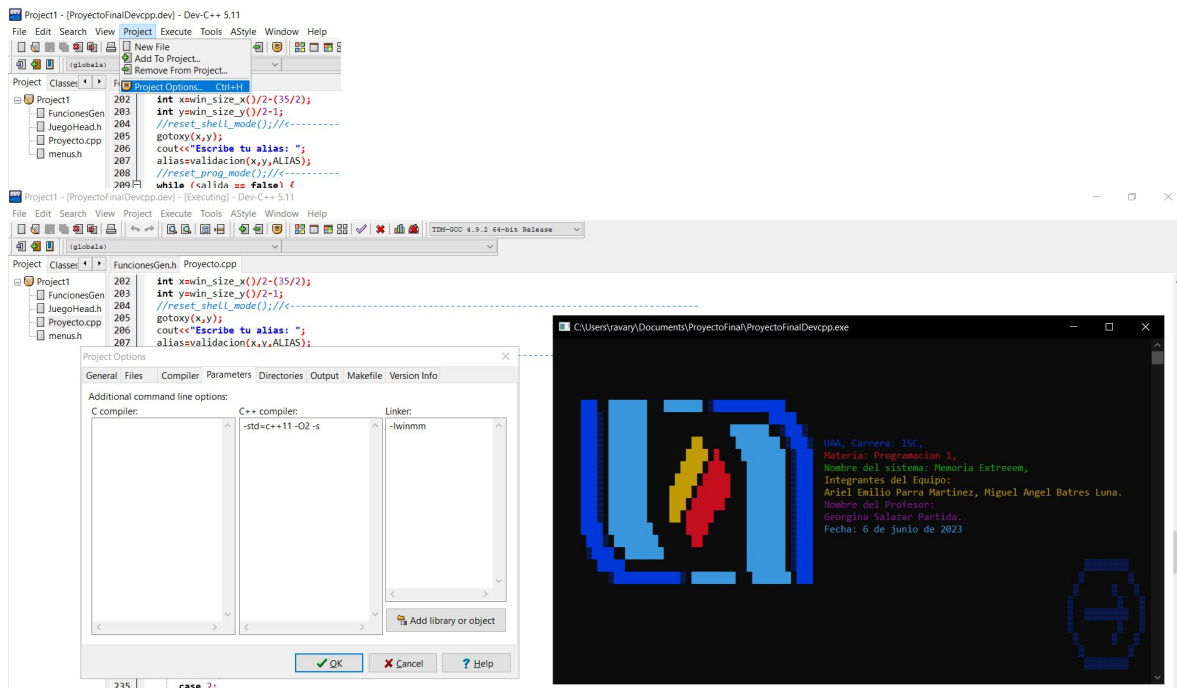 Project1 - [ProyectoFinalDevcpp.dev] - Dev-C++ 5.11
File Edit Search View Project Execute Tools AStyle Window Help
New File
Add To Project...
Remove From Project...
Project Options... Ctrl+H
(globals)
Project Classes
Project1
FuncionesGen
JuegoHead.h
Proyecto.cpp
menus.h
202 int x=win_size_x()/2-(35/2);
203 int y=win_size_y()/2-1;
204 //reset_shell_mode();//<---------
205 gotoxy(x,y);
206 cout<<"Escribe tu alias: ";
207 alias=validacion(x,y,ALIAS);
208 //reset_prog_mode();//<----------
209 while (salida == false) {
Project1 - [ProyectoFinalDevcpp.dev] - [Executing] - Dev-C++ 5.11
File Edit Search View Project Execute Tools AStyle Window Help
TDM-GCC 4.9.2 64-bit Release
(globals)
Project Classes FuncionesGen.h Proyecto.cpp
Project1
FuncionesGen
JuegoHead.h
Proyecto.cpp
menus.h
202 int x=win_size_x()/2-(35/2);
203 int y=win_size_y()/2-1;
204 //reset_shell_mode();//<------------------------------------------------------------
205 gotoxy(x,y);
206 cout<<"Escribe tu alias: ";
207 alias=validacion(x,y,ALIAS);
Project Options
General Files Compiler Parameters Directories Output Makefile Version Info
Additional command line options:
C compiler: C++ compiler: Linker:
-std=c++11 -O2 -s -lwinmm
Add library or object
OK Cancel Help
235 case 2:
C:\Users\ravary\Documents\ProyectoFinal\ProyectoFinalDevcpp.exe
UAA, Carrera: ISC,
Materia: Programacion 1,
Nombre del sistema: Memoria Extreeem,
Integrantes del Equipo:
Ariel Emilio Parra Martinez, Miguel Angel Batres Luna.
Nombre del Profesor:
Georgina Salazar Partida.
Fecha: 6 de junio de 2023